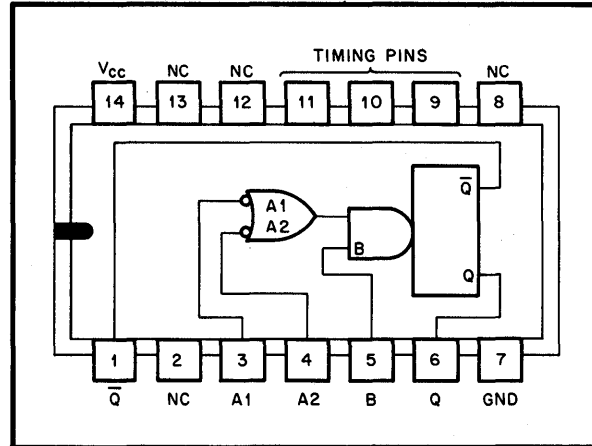 TIMING PINS
VCC NC NC NC
14 13 12 11 10 9 8
Q̅
A1
A2
B
Q
1 2 3 4 5 6 7
Q̅ NC A1 A2 B Q GND